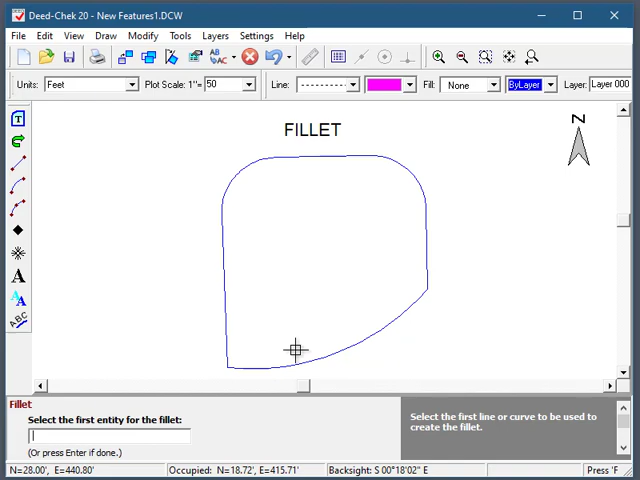 Deed-Chek 20 - New Features1.DCW
File Edit View Draw Modify Tools Layers Settings Help
Units: Feet Plot Scale: 1"= 50 Line: Fill: None ByLayer Layer: Layer 000
FILLET
N
T
A
AA
ABC
Fillet
Select the first entity for the fillet:
(Or press Enter if done.)
Select the first line or curve to be used to
create the fillet.
N=28.00', E=440.80' Occupied: N=18.72', E=415.71' Backsight: S 00°18'02" E Press 'F